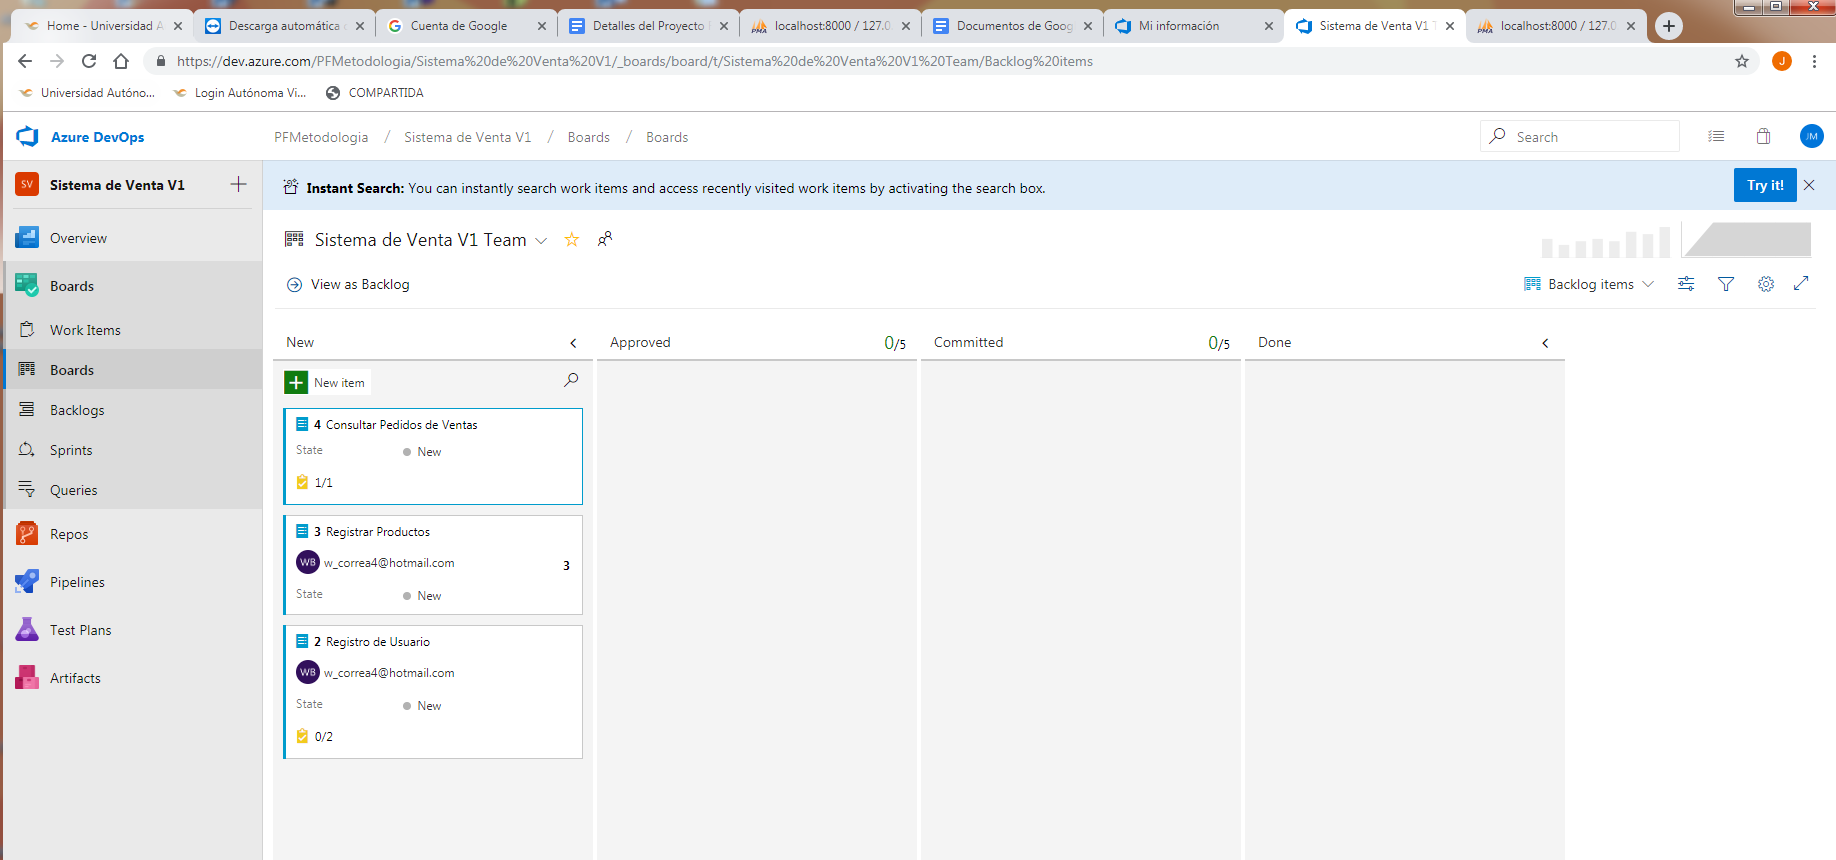 Home - Universidad A
Descarga automática
Cuenta de Google
Detalles del Proyecto
localhost:8000 / 127.0.
Documentos de Goog
Mi información
Sistema de Venta V1 T
localhost:8000 / 127.0.
https://dev.azure.com/PFMetodologia/Sistema%20de%20Venta%20V1/_boards/board/t/Sistema%20de%20Venta%20V1%20Team/Backlog%20items
J
Universidad Autóno...
Login Autónoma Vi...
COMPARTIDA
Azure DevOps
PFMetodologia / Sistema de Venta V1 / Boards / Boards
Search
JM
SV Sistema de Venta V1
Instant Search: You can instantly search work items and access recently visited work items by activating the search box.
Try it!
Overview
Boards
Work Items
Boards
Backlogs
Sprints
Queries
Repos
Pipelines
Test Plans
Artifacts
Sistema de Venta V1 Team
View as Backlog
Backlog items
New
Approved 0/5
Committed 0/5
Done
New item
4 Consultar Pedidos de Ventas
State New
1/1
3 Registrar Productos
WB w_correa4@hotmail.com 3
State New
2 Registro de Usuario
WB w_correa4@hotmail.com
State New
0/2